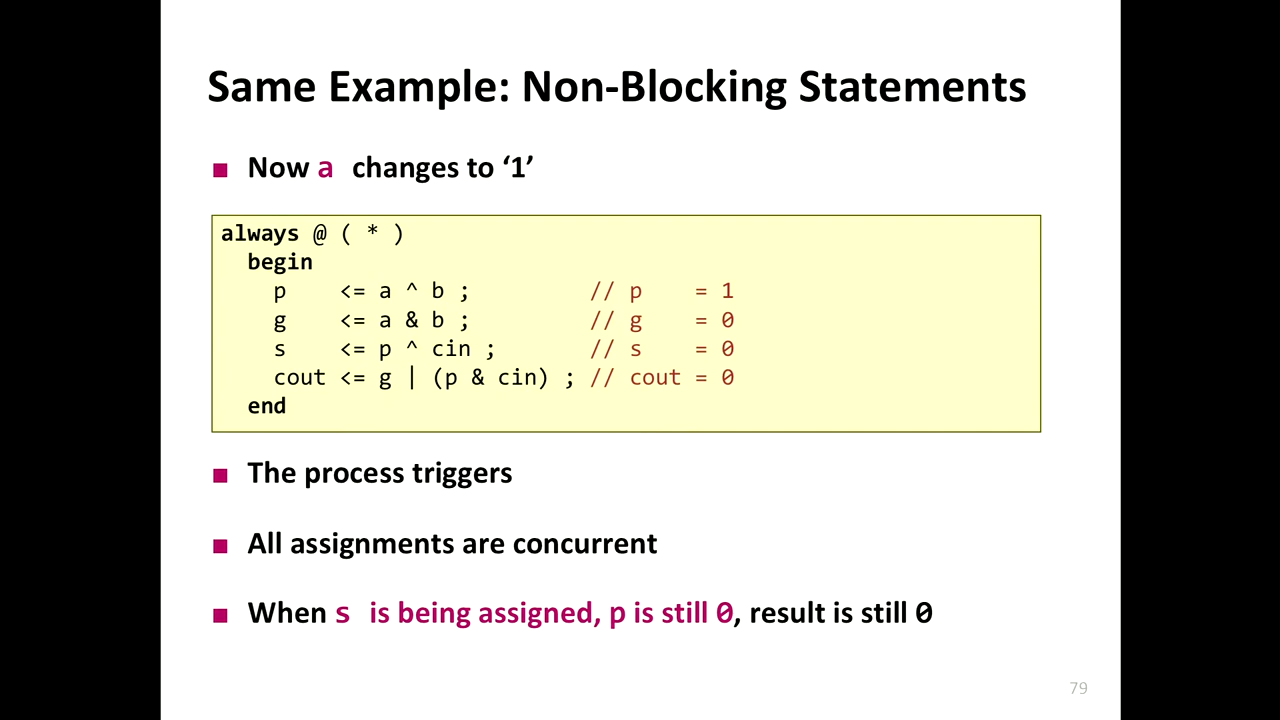 Same Example: Non-Blocking Statements
■ Now a changes to ‘1’
always @ ( * )
begin
p <= a ^ b ; // p = 1
g <= a & b ; // g = 0
s <= p ^ cin ; // s = 0
cout <= g | (p & cin) ; // cout = 0
end
■ The process triggers
■ All assignments are concurrent
■ When s is being assigned, p is still 0, result is still 0
79